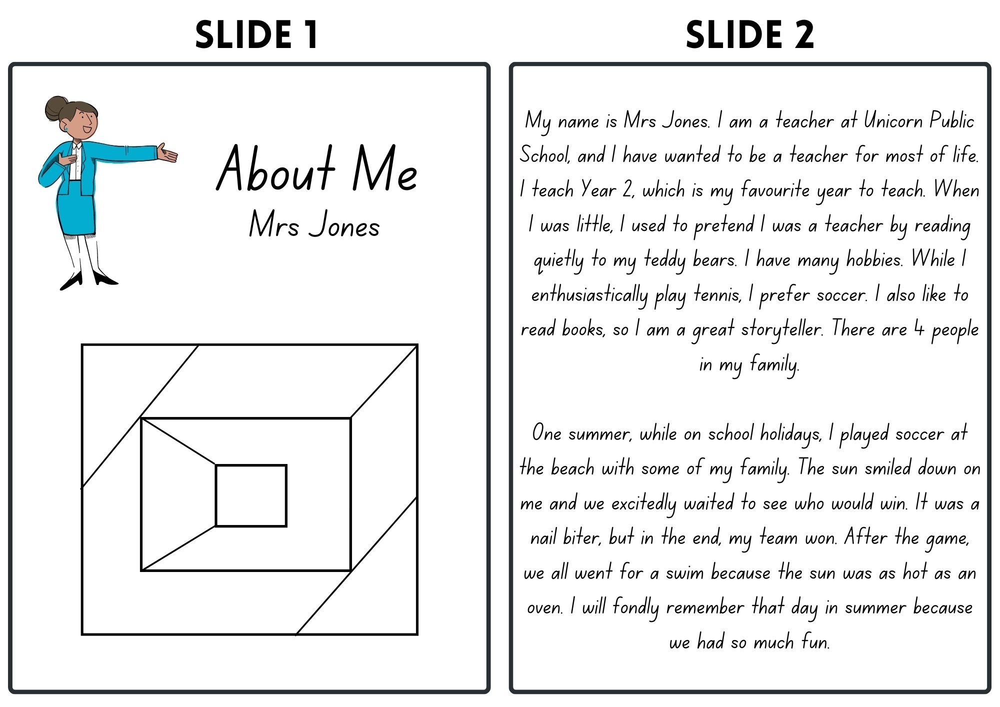 SLIDE 1
About Me
Mrs Jones
SLIDE 2
My name is Mrs Jones. I am a teacher at Unicorn Public
School, and I have wanted to be a teacher for most of life.
I teach Year 2, which is my favourite year to teach. When
I was little, I used to pretend I was a teacher by reading
quietly to my teddy bears. I have many hobbies. While I
enthusiastically play tennis, I prefer soccer. I also like to
read books, so I am a great storyteller. There are 4 people
in my family.
One summer, while on school holidays, I played soccer at
the beach with some of my family. The sun smiled down on
me and we excitedly waited to see who would win. It was a
nail biter, but in the end, my team won. After the game,
we all went for a swim because the sun was as hot as an
oven. I will fondly remember that day in summer because
we had so much fun.